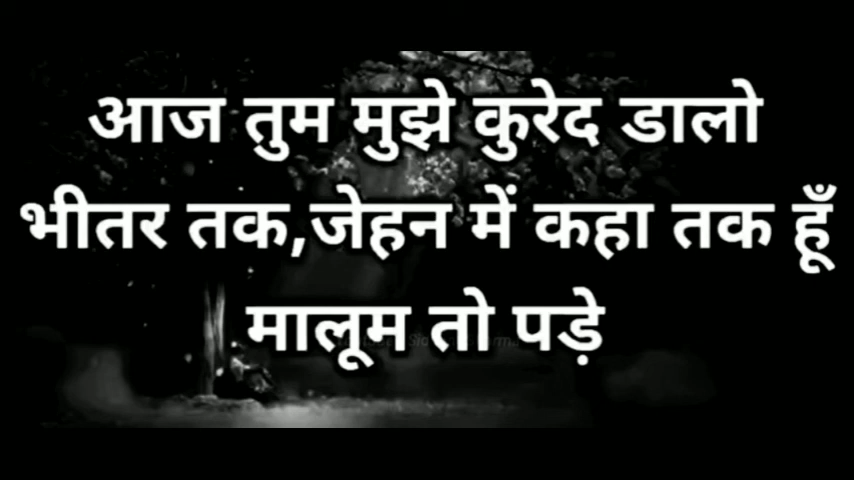 आज तुम मुझे कुरेद डालो
भीतर तक,जेहन में कहा तक हूँ
मालूम तो पड़े